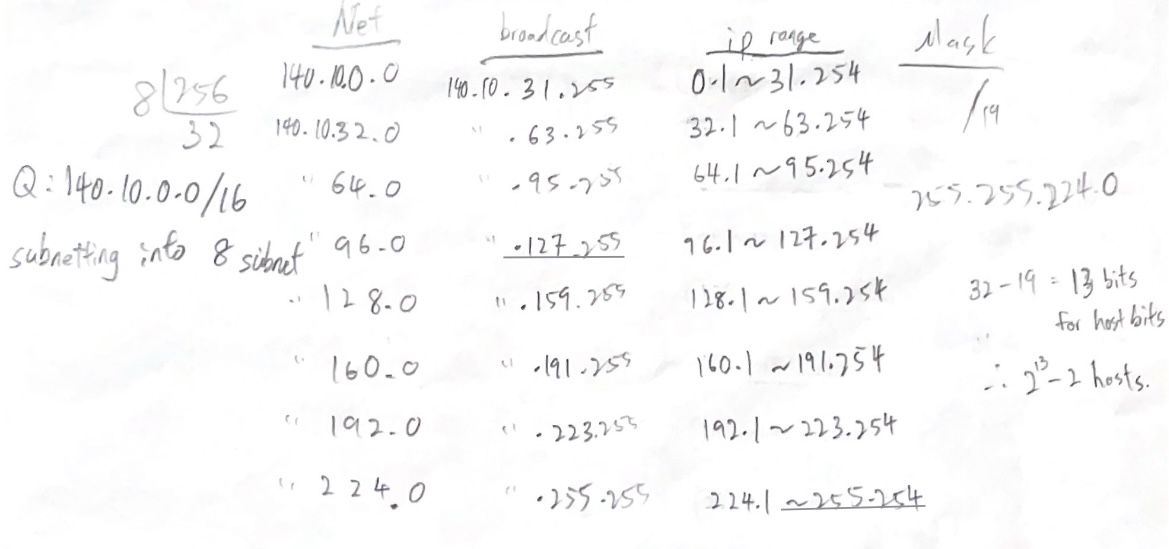 Net broadcast ip range Mask
8 256 140.10.0.0 140.10.31.255 0.1~31.254 /19
32 140.10.32.0 " .63.255 32.1 ~63.254
Q: 140.10.0.0/16 " 64.0 " .95.255 64.1 ~95.254 255.255.224.0
subnetting into 8 subnet " 96.0 " .127.255 96.1~127.254
" 128.0 " .159.255 128.1~159.254 32-19 = 13 bits
for host bits
" 160.0 " .191.255 160.1~191.254 ∴ 2¹³-2 hosts.
" 192.0 " .223.255 192.1~223.254
" 224.0 " .255.255 224.1~255.254